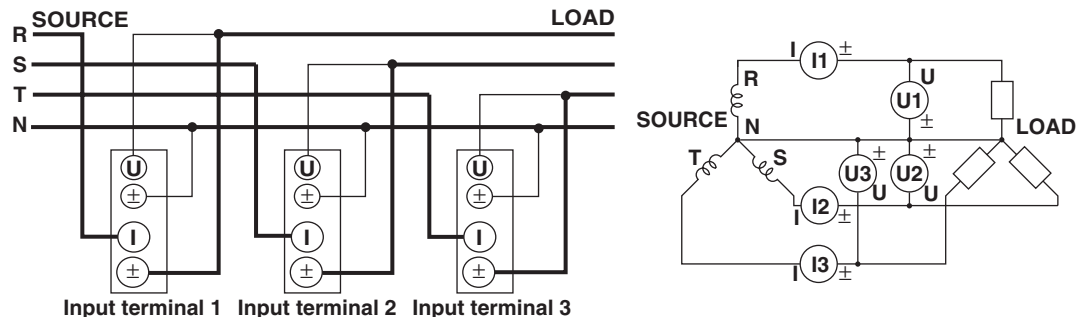 SOURCE LOAD
R
S
T
N
U U U
± ± ±
I I I
± ± ±
Input terminal 1 Input terminal 2 Input terminal 3
I I1 ±
R U
U1
±
SOURCE N LOAD
T S ± ±
U3 U2
U U
I I2 ±
I I3 ±